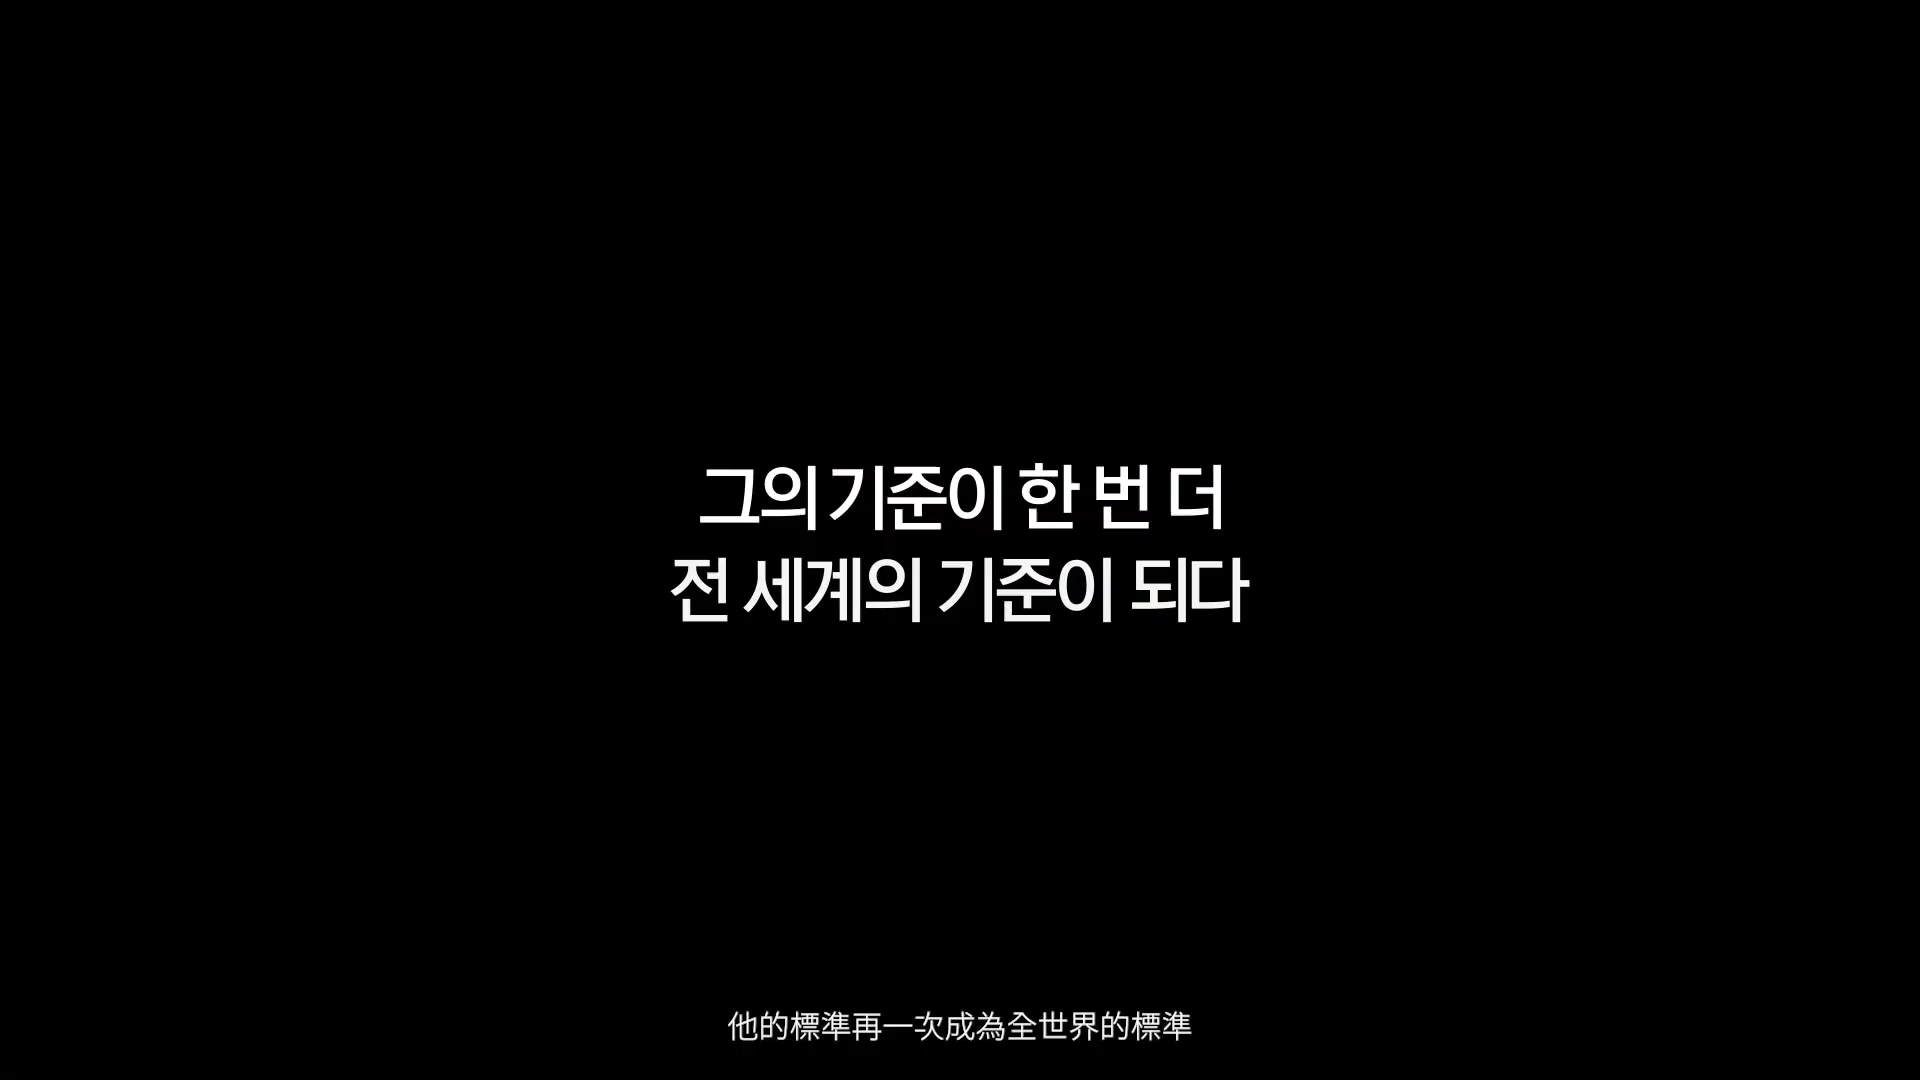 그의 기준이 한 번 더
전 세계의 기준이 되다
他的標準再一次成為全世界的標準